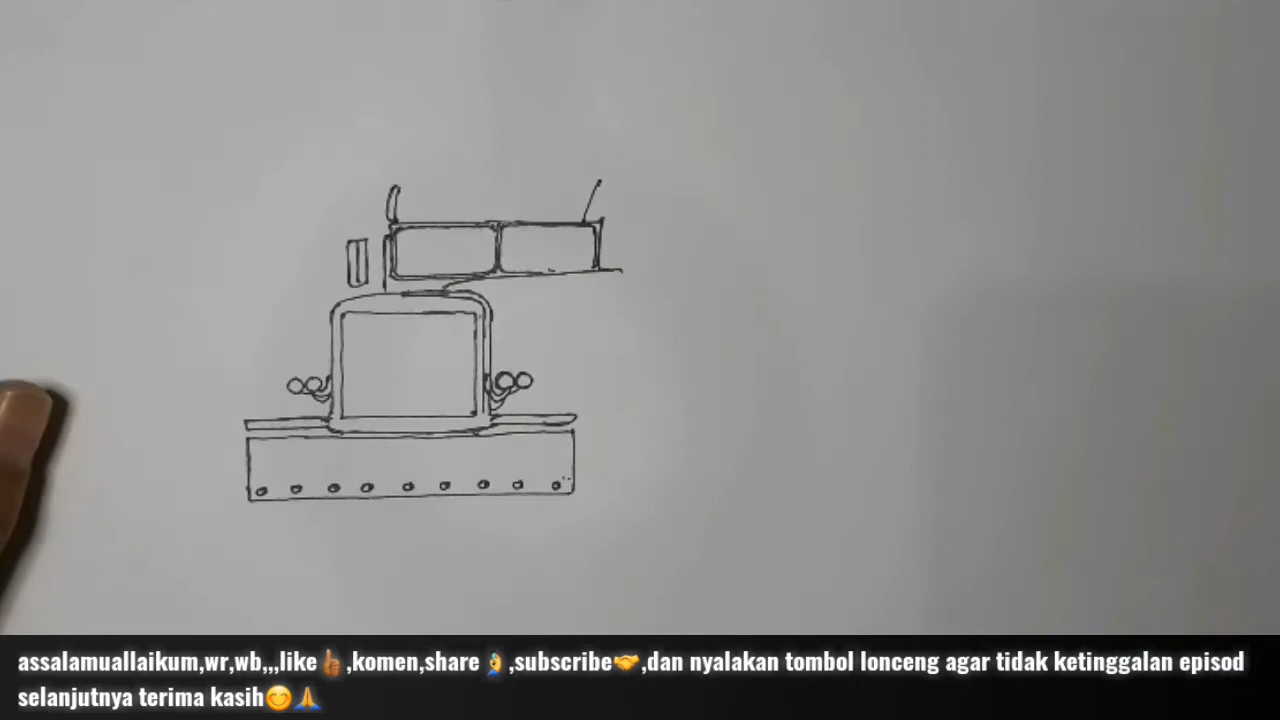 assalamuallaikum,wr,wb,,,like👍🏾,komen,share🧏‍♀️,subscribe🤝,dan nyalakan tombol lonceng agar tidak ketinggalan episod
selanjutnya terima kasih😊🙏